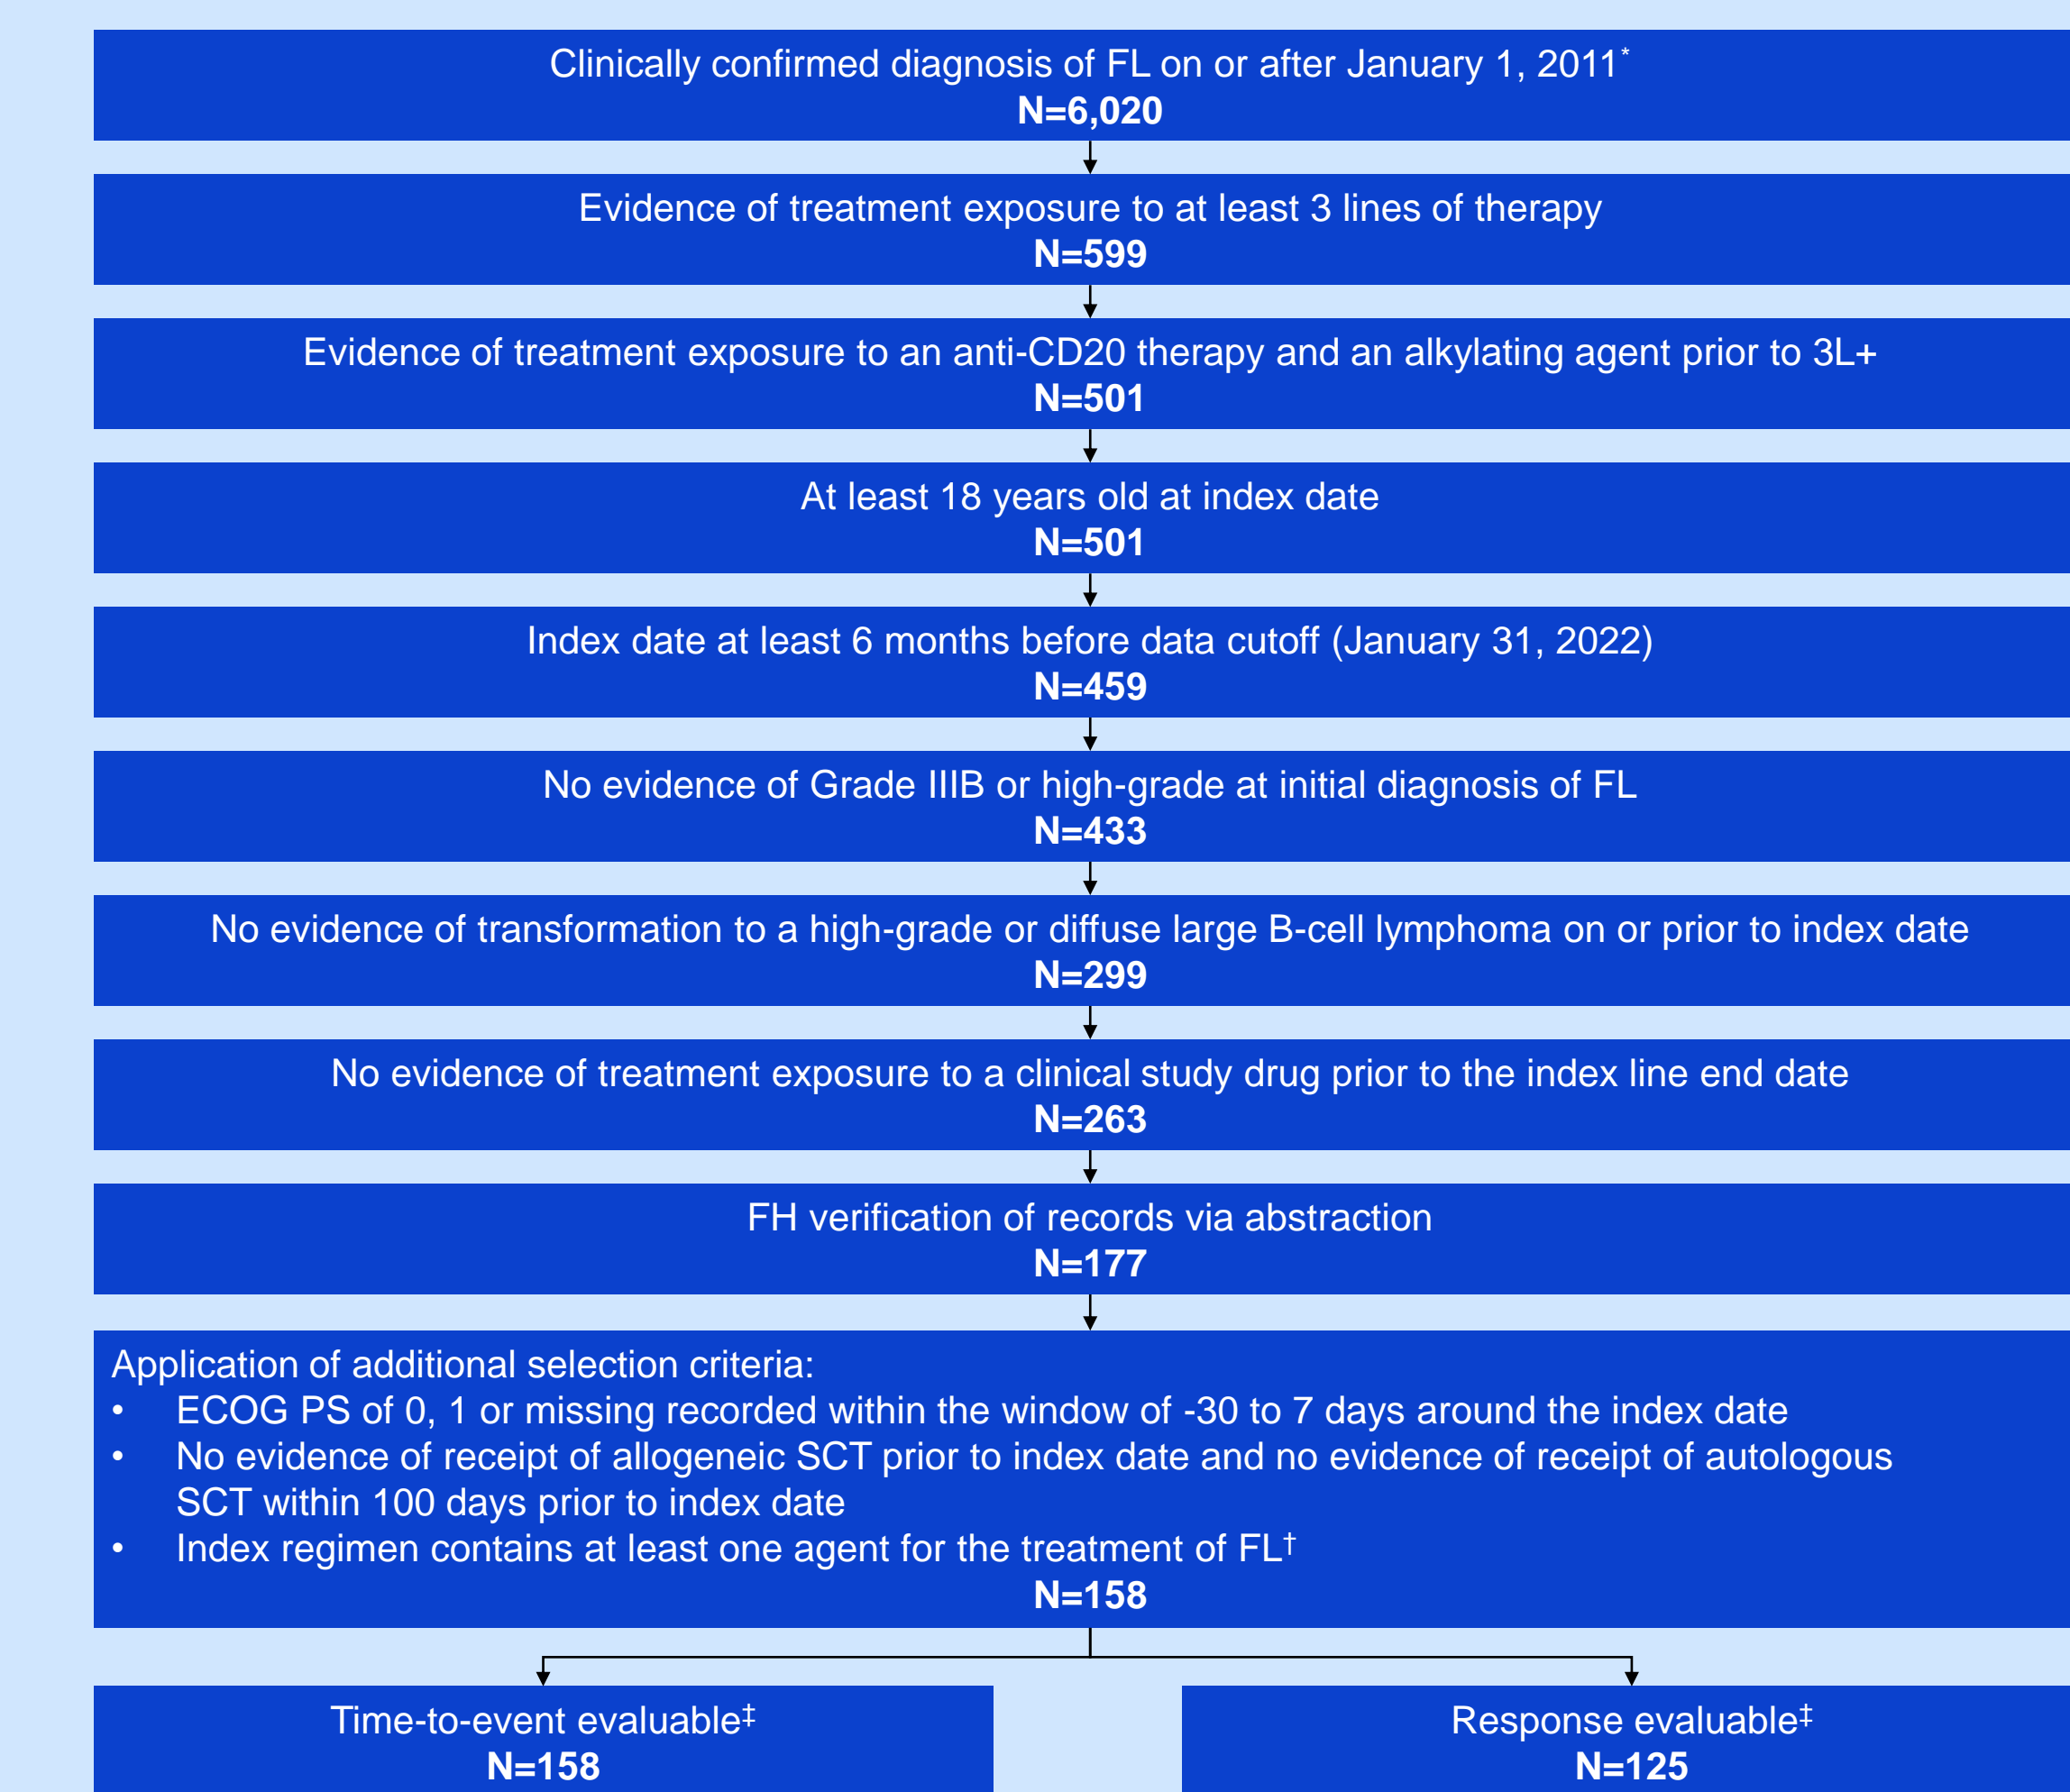 Clinically confirmed diagnosis of FL on or after January 1, 2011*
N=6,020
Evidence of treatment exposure to at least 3 lines of therapy
N=599
Evidence of treatment exposure to an anti-CD20 therapy and an alkylating agent prior to 3L+
N=501
At least 18 years old at index date
N=501
Index date at least 6 months before data cutoff (January 31, 2022)
N=459
No evidence of Grade IIIB or high-grade at initial diagnosis of FL
N=433
No evidence of transformation to a high-grade or diffuse large B-cell lymphoma on or prior to index date
N=299
No evidence of treatment exposure to a clinical study drug prior to the index line end date
N=263
FH verification of records via abstraction
N=177
Application of additional selection criteria:
• ECOG PS of 0, 1 or missing recorded within the window of -30 to 7 days around the index date
• No evidence of receipt of allogeneic SCT prior to index date and no evidence of receipt of autologous
SCT within 100 days prior to index date
• Index regimen contains at least one agent for the treatment of FL†
N=158
Time-to-event evaluable‡
N=158
Response evaluable‡
N=125